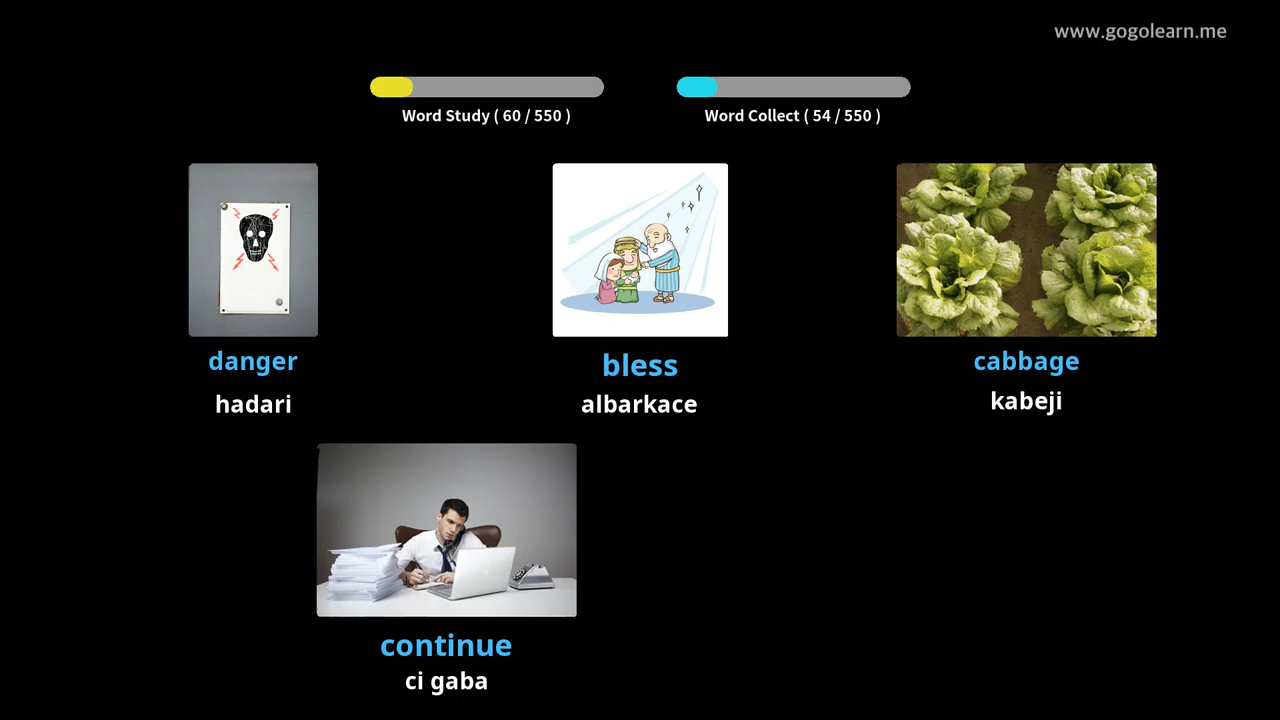 www.gogolearn.me
Word Study ( 60 / 550 )
Word Collect ( 54 / 550 )
danger
bless
cabbage
hadari
albarkace
kabeji
continue
ci gaba